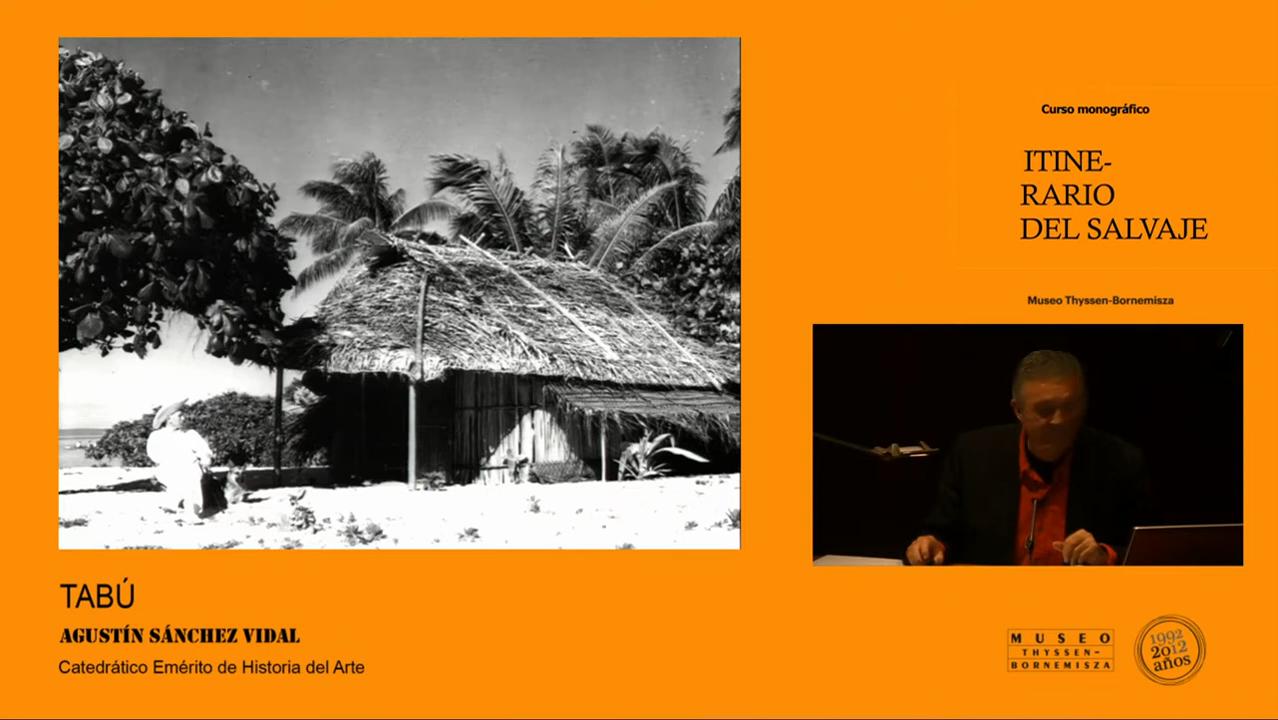 Curso monográfico
ITINE-
RARIO
DEL SALVAJE
Museo Thyssen-Bornemisza
TABÚ
AGUSTÍN SÁNCHEZ VIDAL
Catedrático Emérito de Historia del Arte
MUSEO
THYSSEN-
BORNEMISZA
1992
2012
años